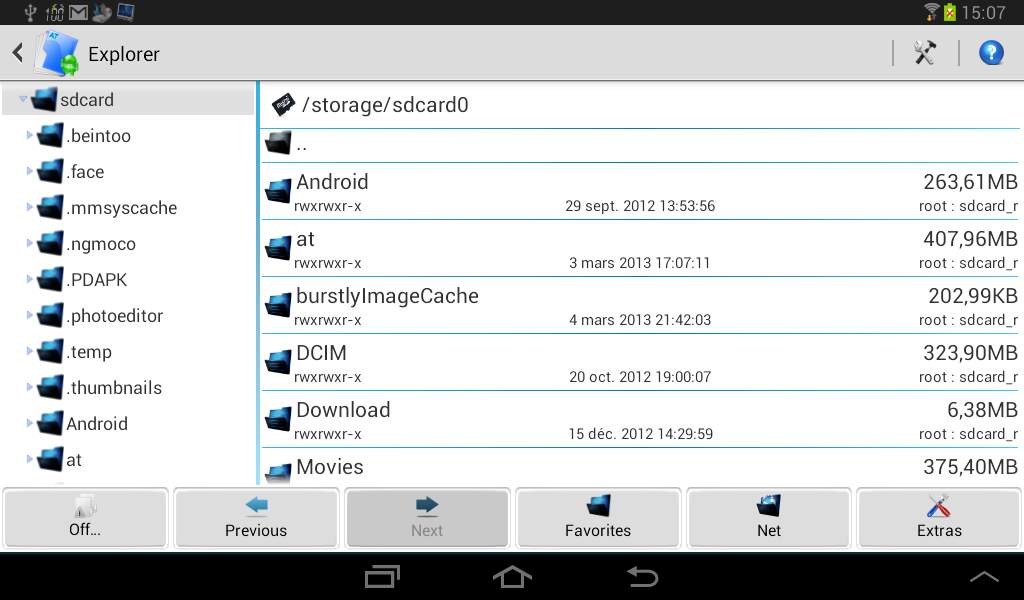 100
15:07
AT
Explorer
?
sdcard
.beintoo
.face
.mmsyscache
.ngmoco
.PDAPK
.photoeditor
.temp
.thumbnails
Android
at
/storage/sdcard0
..
Android 263,61MB
rwxrwxr-x 29 sept. 2012 13:53:56 root : sdcard_r
at 407,96MB
rwxrwxr-x 3 mars 2013 17:07:11 root : sdcard_r
burstlyImageCache 202,99KB
rwxrwxr-x 4 mars 2013 21:42:03 root : sdcard_r
DCIM 323,90MB
rwxrwxr-x 20 oct. 2012 19:00:07 root : sdcard_r
Download 6,38MB
rwxrwxr-x 15 déc. 2012 14:29:59 root : sdcard_r
Movies 375,40MB
Off...
Previous
Next
Favorites
Net
Extras